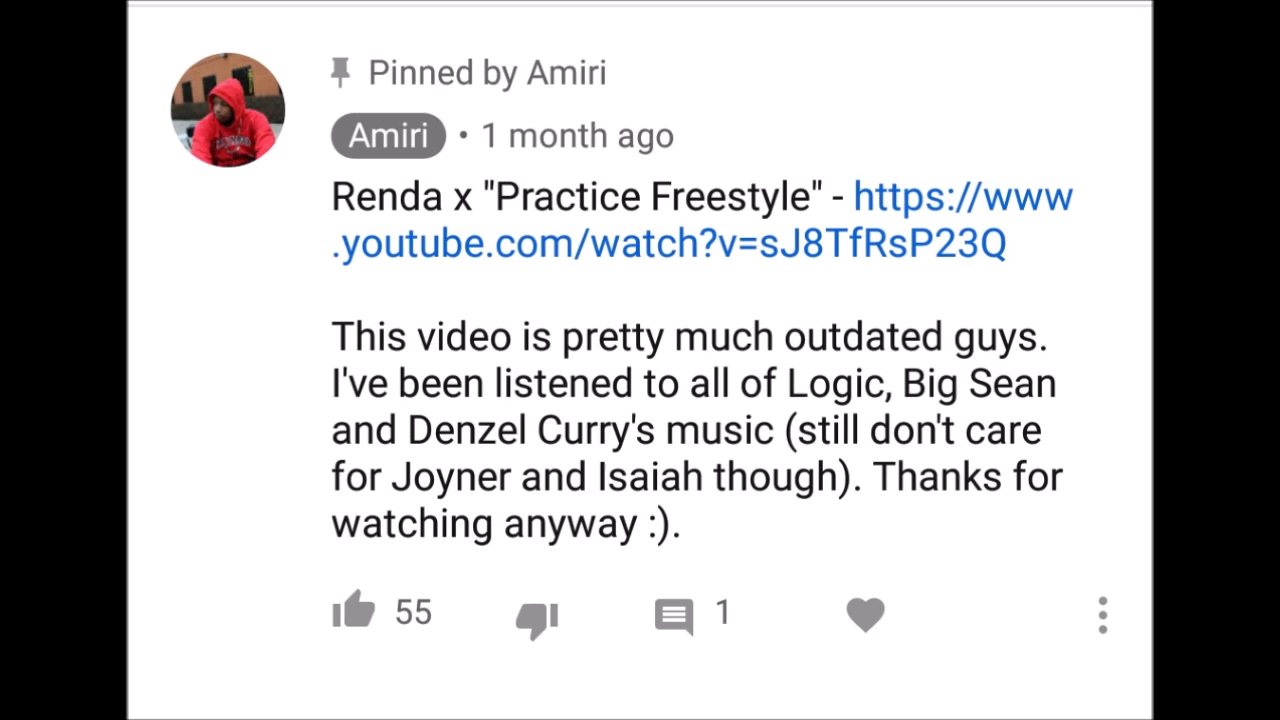 Pinned by Amiri
Amiri • 1 month ago
Renda x "Practice Freestyle" - https://www
.youtube.com/watch?v=sJ8TfRsP23Q
This video is pretty much outdated guys.
I've been listened to all of Logic, Big Sean
and Denzel Curry's music (still don't care
for Joyner and Isaiah though). Thanks for
watching anyway :).
55 1